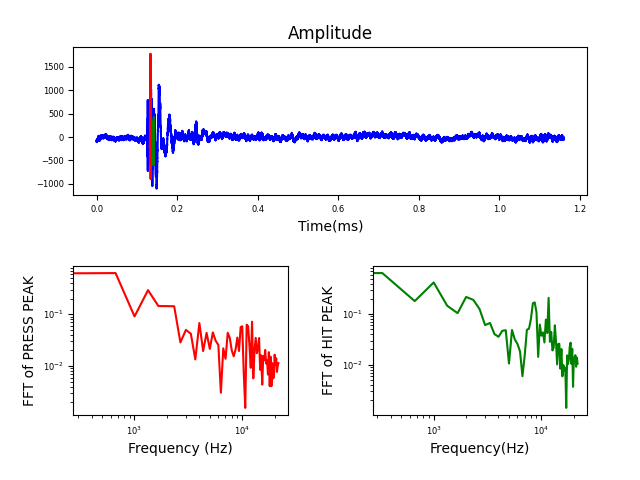 Amplitude
1500
1000
500
0
−500
−1000
0.0 0.2 0.4 0.6 0.8 1.0 1.2
Time(ms)
FFT of PRESS PEAK
10⁻¹
10⁻²
10³ 10⁴
Frequency (Hz)
FFT of HIT PEAK
10⁻¹
10⁻²
10³ 10⁴
Frequency(Hz)